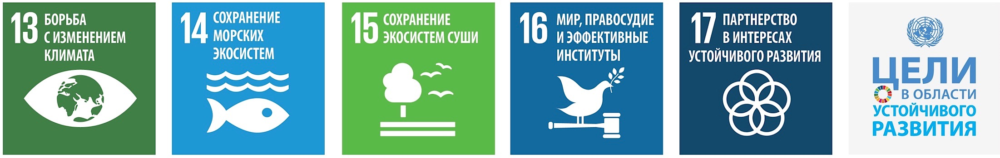 13 БОРЬБА
С ИЗМЕНЕНИЕМ
КЛИМАТА
14 СОХРАНЕНИЕ
МОРСКИХ
ЭКОСИСТЕМ
15 СОХРАНЕНИЕ
ЭКОСИСТЕМ СУШИ
16 МИР, ПРАВОСУДИЕ
И ЭФФЕКТИВНЫЕ
ИНСТИТУТЫ
17 ПАРТНЕРСТВО
В ИНТЕРЕСАХ
УСТОЙЧИВОГО РАЗВИТИЯ
ЦЕЛИ
В ОБЛАСТИ
УСТОЙЧИВОГО
РАЗВИТИЯ